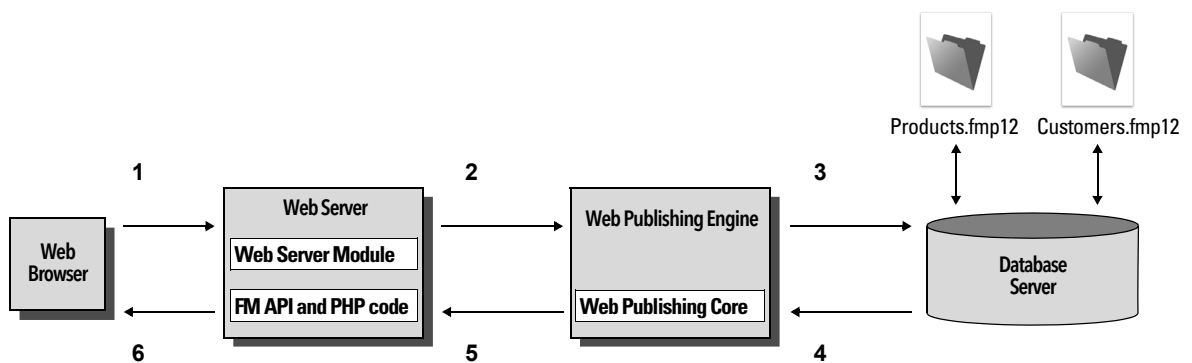 Products.fmp12
Customers.fmp12
1
2
3
Web Server
Web Publishing Engine
Web
Browser
Web Server Module
Database
Server
FM API and PHP code
Web Publishing Core
6
5
4